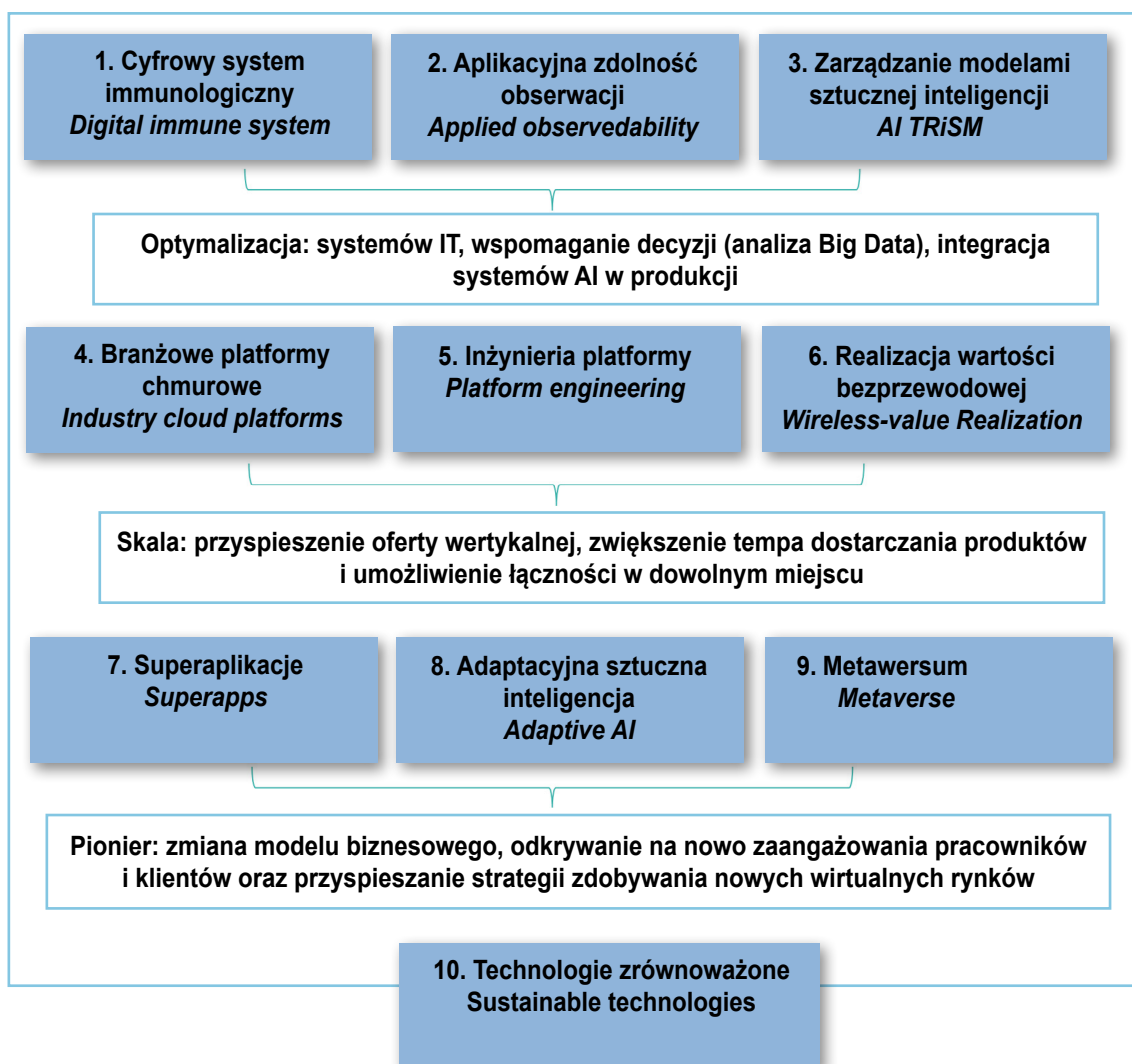 1. Cyfrowy system
immunologiczny
Digital immune system
2. Aplikacyjna zdolność
obserwacji
Applied observedability
3. Zarządzanie modelami
sztucznej inteligencji
AI TRiSM
Optymalizacja: systemów IT, wspomaganie decyzji (analiza Big Data), integracja
systemów AI w produkcji
4. Branżowe platformy
chmurowe
Industry cloud platforms
5. Inżynieria platformy
Platform engineering
6. Realizacja wartości
bezprzewodowej
Wireless-value Realization
Skala: przyspieszenie oferty wertykalnej, zwiększenie tempa dostarczania produktów
i umożliwienie łączności w dowolnym miejscu
7. Superaplikacje
Superapps
8. Adaptacyjna sztuczna
inteligencja
Adaptive AI
9. Metawersum
Metaverse
Pionier: zmiana modelu biznesowego, odkrywanie na nowo zaangażowania pracowników
i klientów oraz przyspieszanie strategii zdobywania nowych wirtualnych rynków
10. Technologie zrównoważone
Sustainable technologies